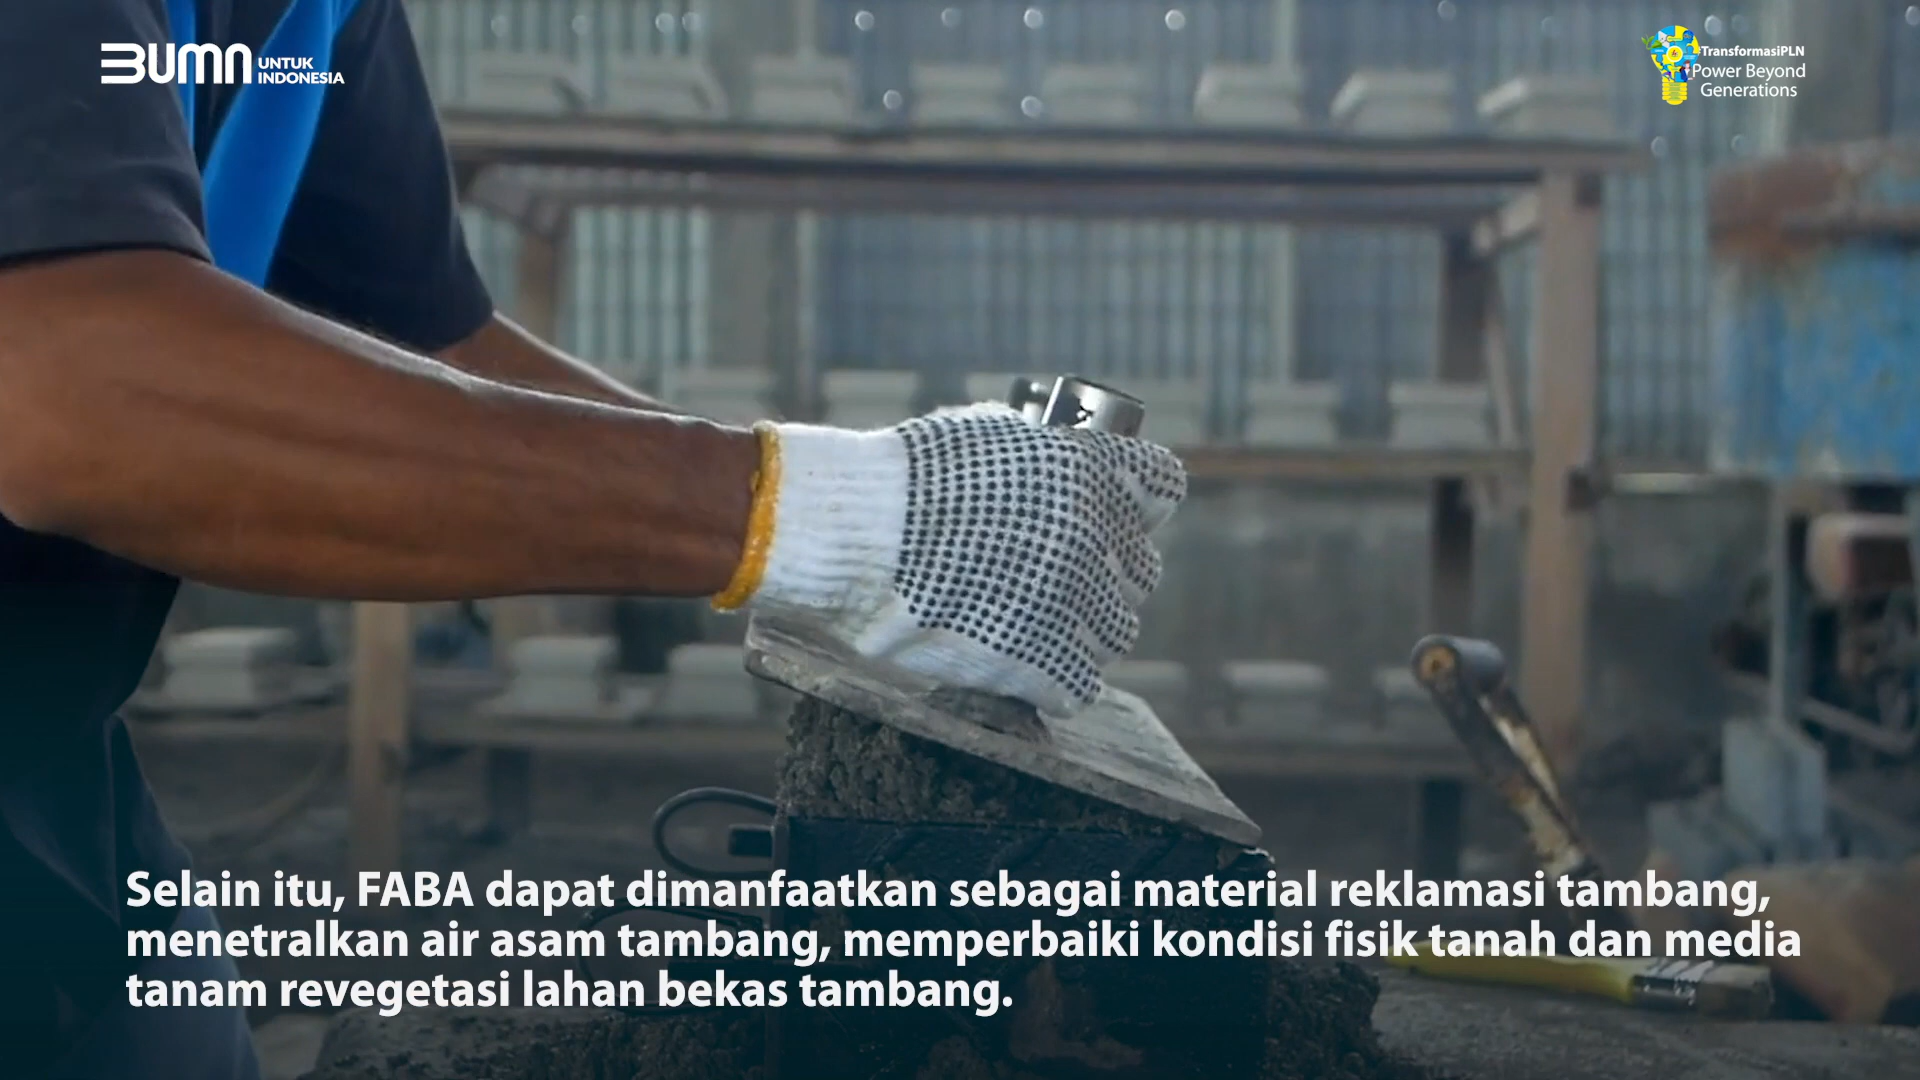 BUMN UNTUK
INDONESIA
TransformasiPLN
Power Beyond
Generations
Selain itu, FABA dapat dimanfaatkan sebagai material reklamasi tambang,
menetralkan air asam tambang, memperbaiki kondisi fisik tanah dan media
tanam revegetasi lahan bekas tambang.